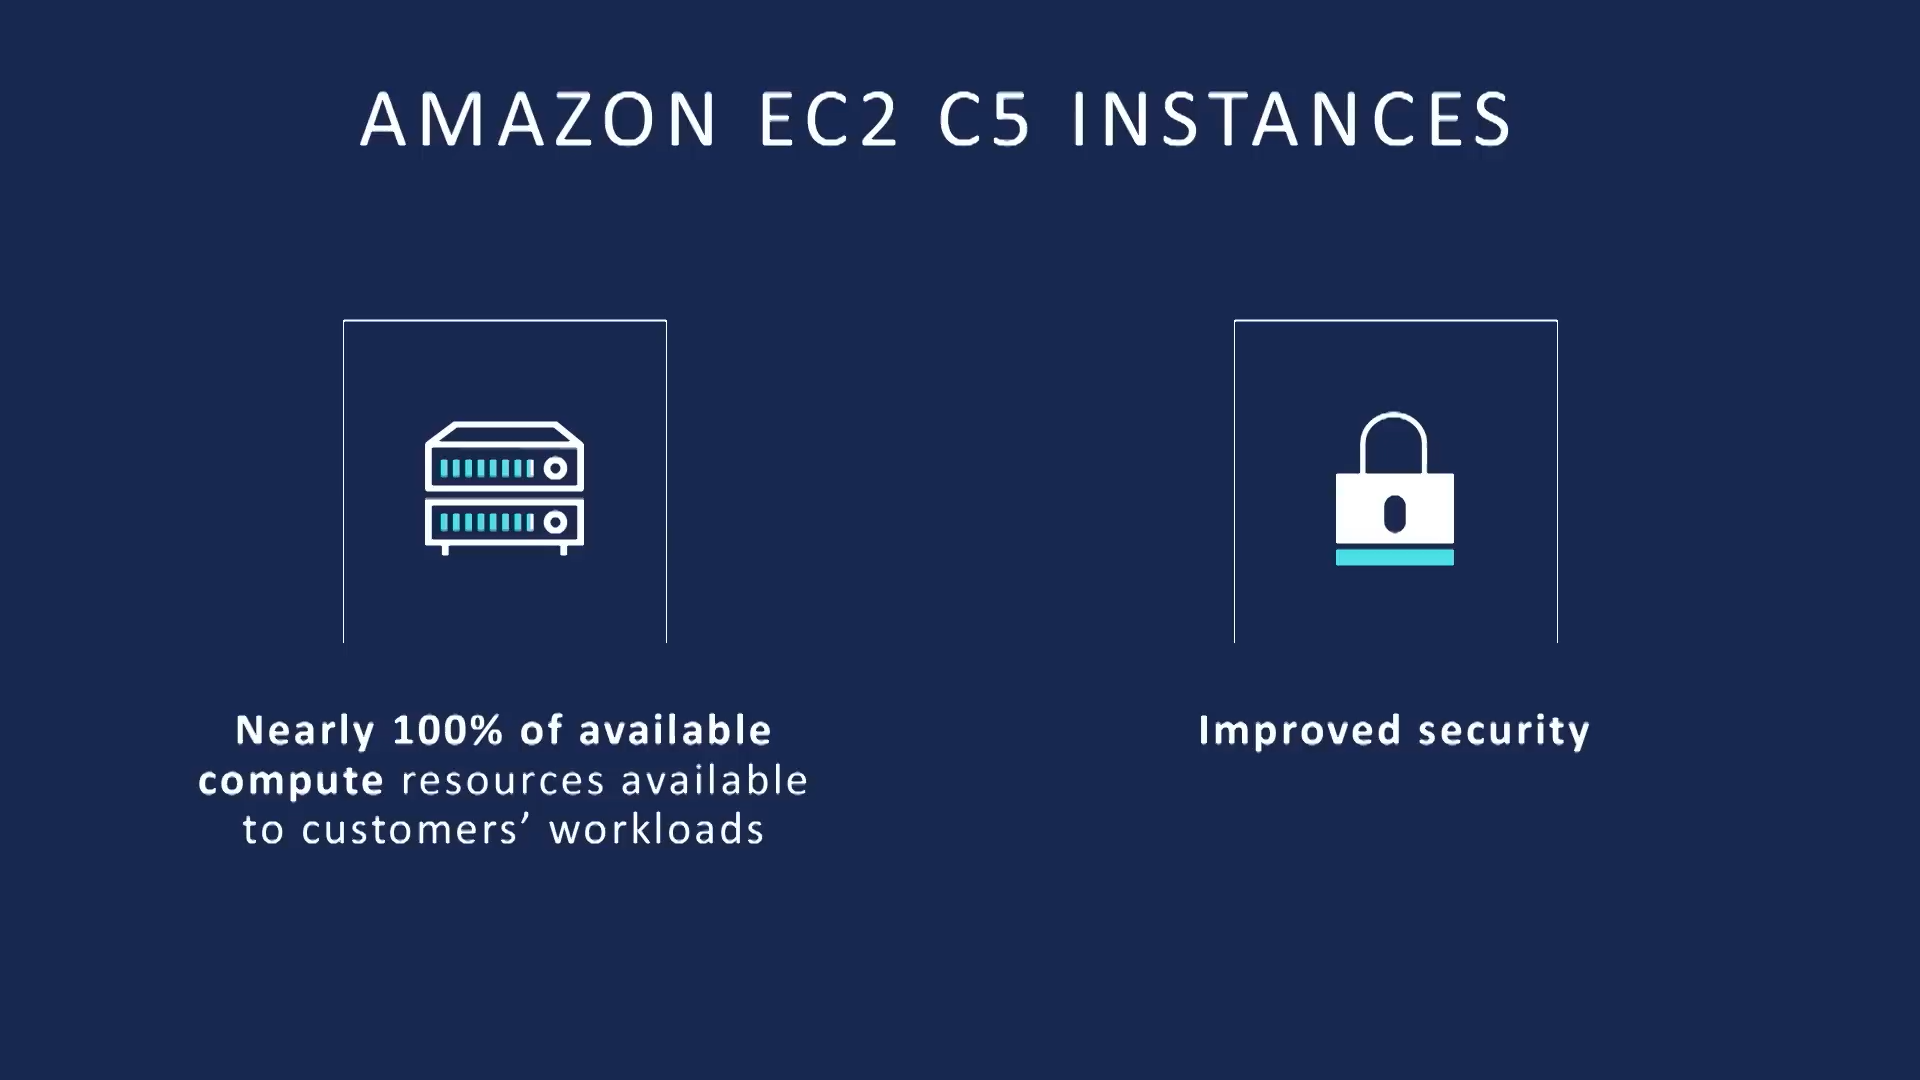 AMAZON EC2 C5 INSTANCES
Nearly 100% of available
compute resources available
to customers’ workloads
Improved security